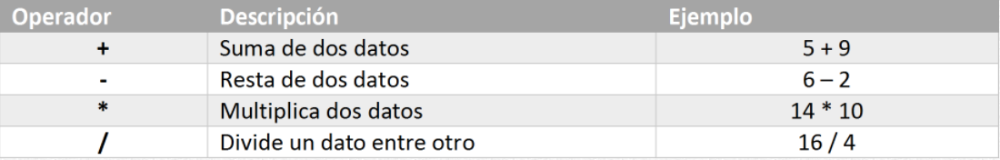 Operador Descripción Ejemplo
+ Suma de dos datos 5 + 9
- Resta de dos datos 6 – 2
* Multiplica dos datos 14 * 10
/ Divide un dato entre otro 16 / 4